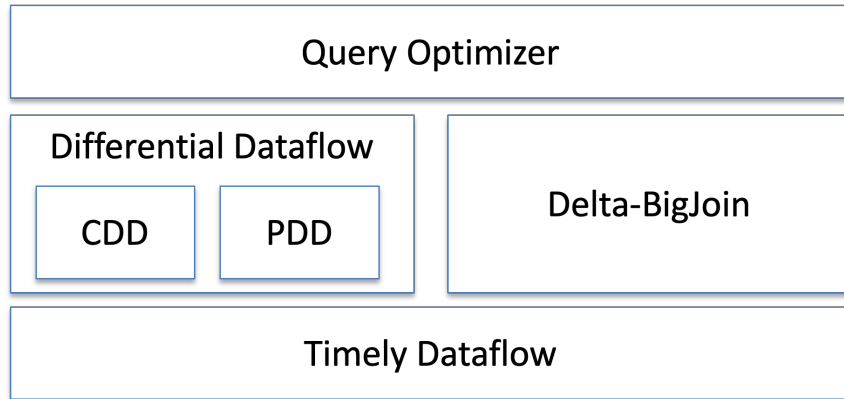 Query Optimizer
Differential Dataflow
CDD
PDD
Delta-BigJoin
Timely Dataflow